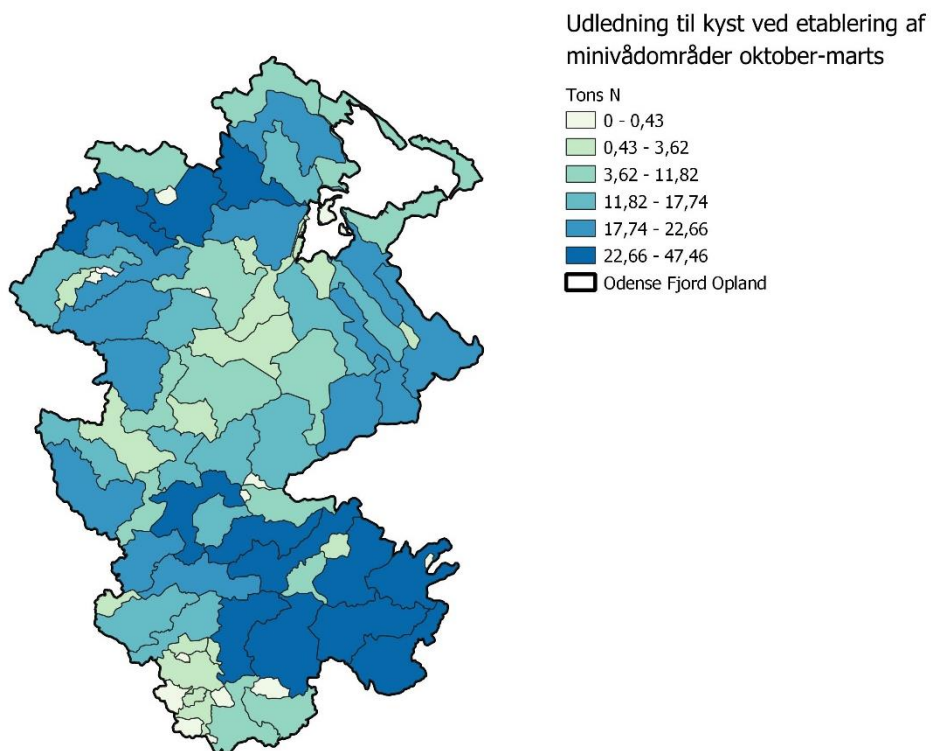 Udledning til kyst ved etablering af
minivådområder oktober-marts
Tons N
0 - 0,43
0,43 - 3,62
3,62 - 11,82
11,82 - 17,74
17,74 - 22,66
22,66 - 47,46
Odense Fjord Opland